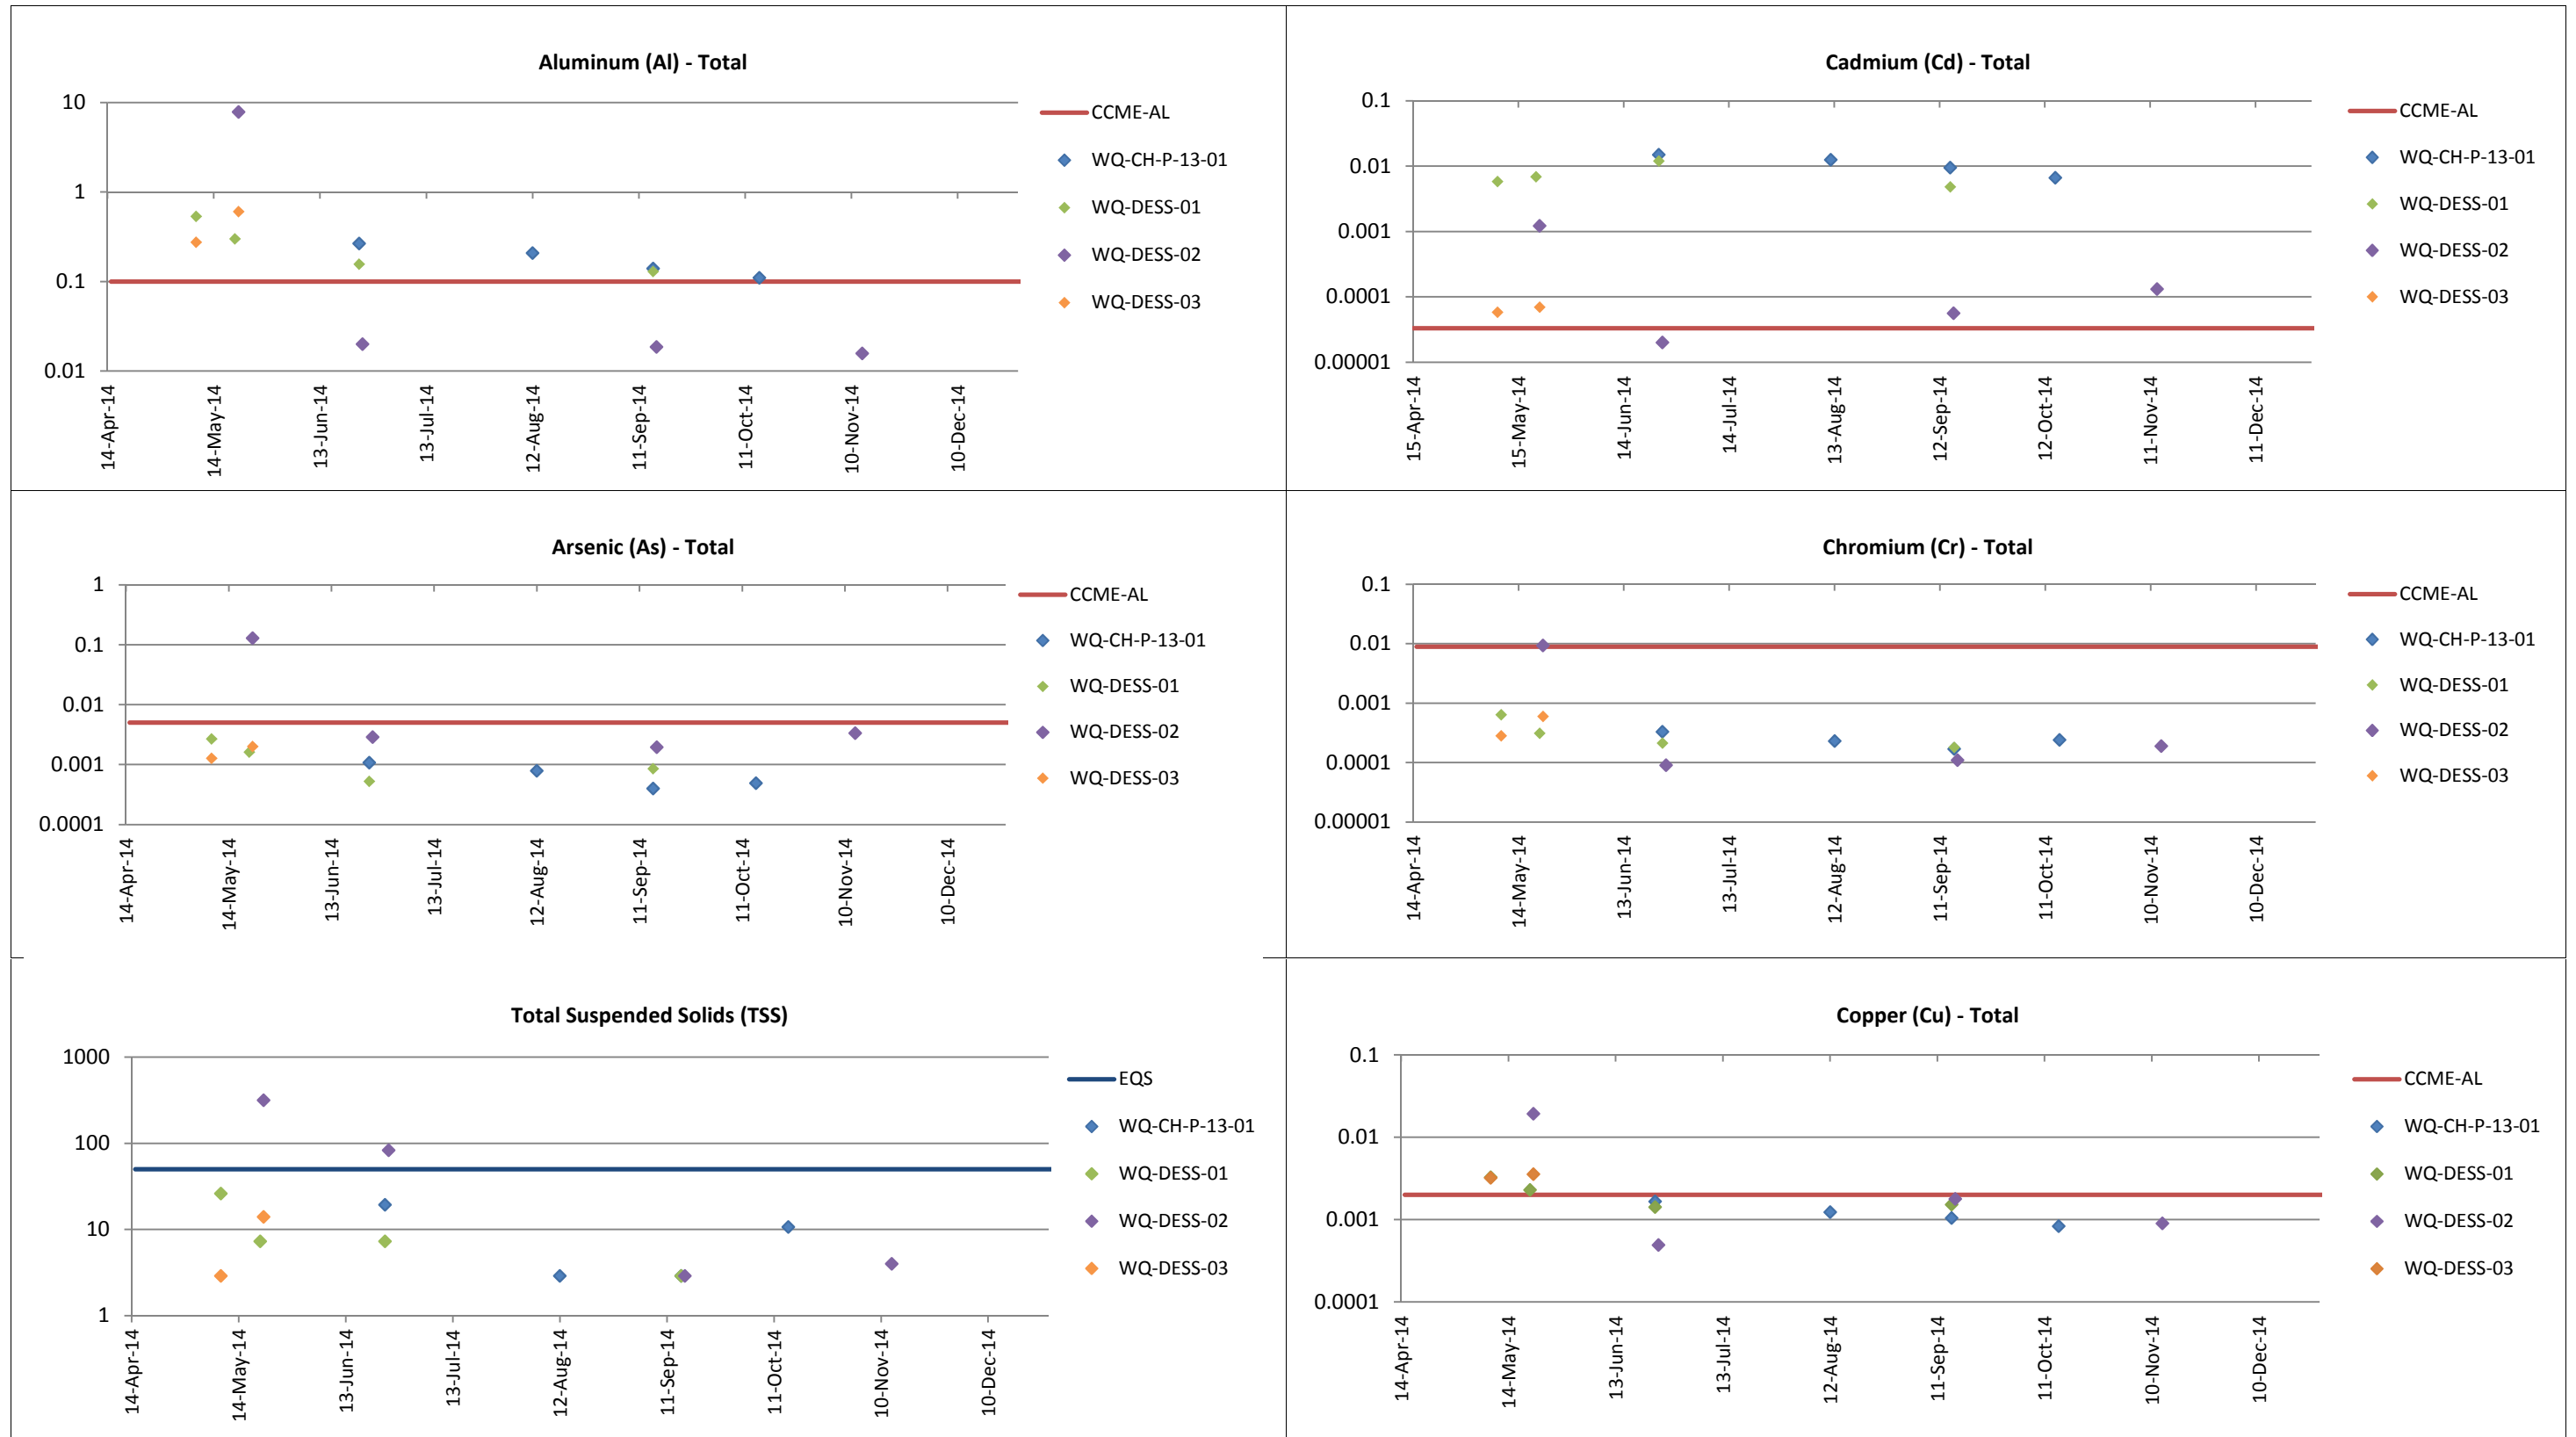 Aluminum (Al) - Total
10
1
0.1
0.01
14-Apr-14
14-May-14
13-Jun-14
13-Jul-14
12-Aug-14
11-Sep-14
11-Oct-14
10-Nov-14
10-Dec-14
CCME-AL
WQ-CH-P-13-01
WQ-DESS-01
WQ-DESS-02
WQ-DESS-03
Cadmium (Cd) - Total
0.1
0.01
0.001
0.0001
0.00001
15-Apr-14
15-May-14
14-Jun-14
14-Jul-14
13-Aug-14
12-Sep-14
12-Oct-14
11-Nov-14
11-Dec-14
CCME-AL
WQ-CH-P-13-01
WQ-DESS-01
WQ-DESS-02
WQ-DESS-03
Arsenic (As) - Total
1
0.1
0.01
0.001
0.0001
14-Apr-14
14-May-14
13-Jun-14
13-Jul-14
12-Aug-14
11-Sep-14
11-Oct-14
10-Nov-14
10-Dec-14
CCME-AL
WQ-CH-P-13-01
WQ-DESS-01
WQ-DESS-02
WQ-DESS-03
Chromium (Cr) - Total
0.1
0.01
0.001
0.0001
0.00001
14-Apr-14
14-May-14
13-Jun-14
13-Jul-14
12-Aug-14
11-Sep-14
11-Oct-14
10-Nov-14
10-Dec-14
CCME-AL
WQ-CH-P-13-01
WQ-DESS-01
WQ-DESS-02
WQ-DESS-03
Total Suspended Solids (TSS)
1000
100
10
1
14-Apr-14
14-May-14
13-Jun-14
13-Jul-14
12-Aug-14
11-Sep-14
11-Oct-14
10-Nov-14
10-Dec-14
EQS
WQ-CH-P-13-01
WQ-DESS-01
WQ-DESS-02
WQ-DESS-03
Copper (Cu) - Total
0.1
0.01
0.001
0.0001
14-Apr-14
14-May-14
13-Jun-14
13-Jul-14
12-Aug-14
11-Sep-14
11-Oct-14
10-Nov-14
10-Dec-14
CCME-AL
WQ-CH-P-13-01
WQ-DESS-01
WQ-DESS-02
WQ-DESS-03